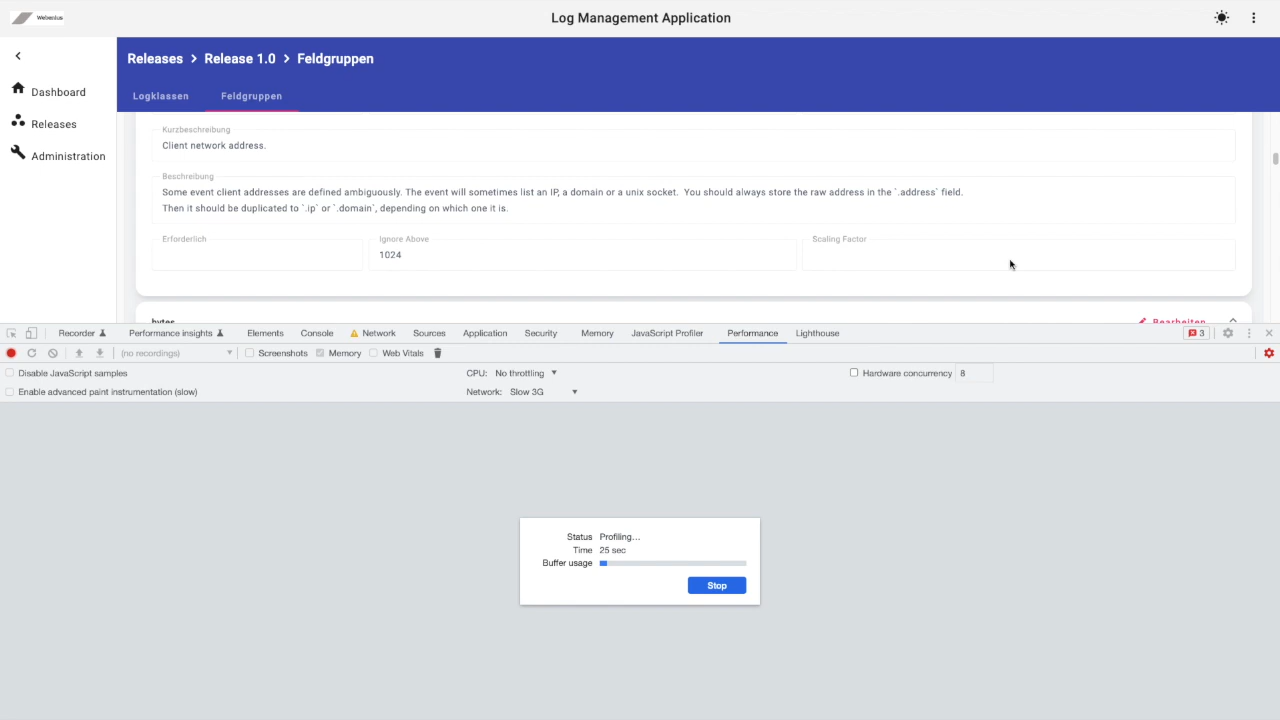 Webenius
Log Management Application
Releases > Release 1.0 > Feldgruppen
Dashboard
Logklassen
Feldgruppen
Releases
Administration
Kurzbeschreibung
Client network address.
Beschreibung
Some event client addresses are defined ambiguously. The event will sometimes list an IP, a domain or a unix socket. You should always store the raw address in the `.address` field.
Then it should be duplicated to `.ip` or `.domain`, depending on which one it is.
Erforderlich
Ignore Above
Scaling Factor
1024
bytes
Bearbeiten
Recorder
Performance insights
Elements
Console
Network
Sources
Application
Security
Memory
JavaScript Profiler
Performance
Lighthouse
3
(no recordings)
Screenshots
Memory
Web Vitals
Disable JavaScript samples
CPU: No throttling
Hardware concurrency 8
Enable advanced paint instrumentation (slow)
Network: Slow 3G
Status Profiling...
Time 25 sec
Buffer usage
Stop